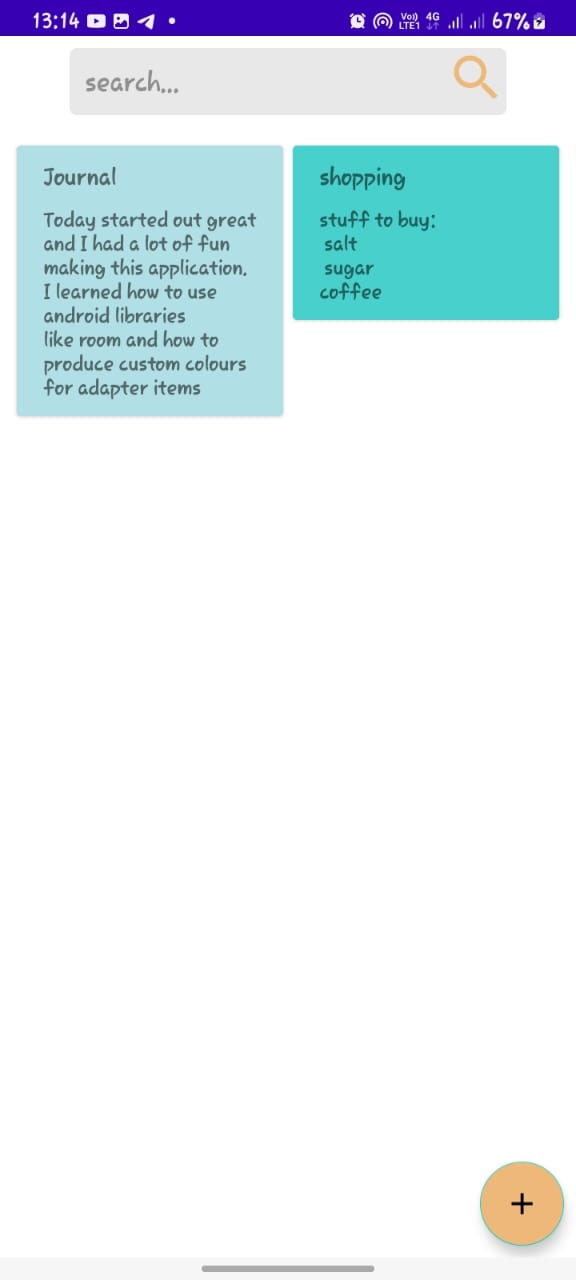 13:14 Vo)) LTE1 4G 67%
search...
Journal
Today started out great
and I had a lot of fun
making this application.
I learned how to use
android libraries
like room and how to
produce custom colours
for adapter items
shopping
stuff to buy:
salt
sugar
coffee